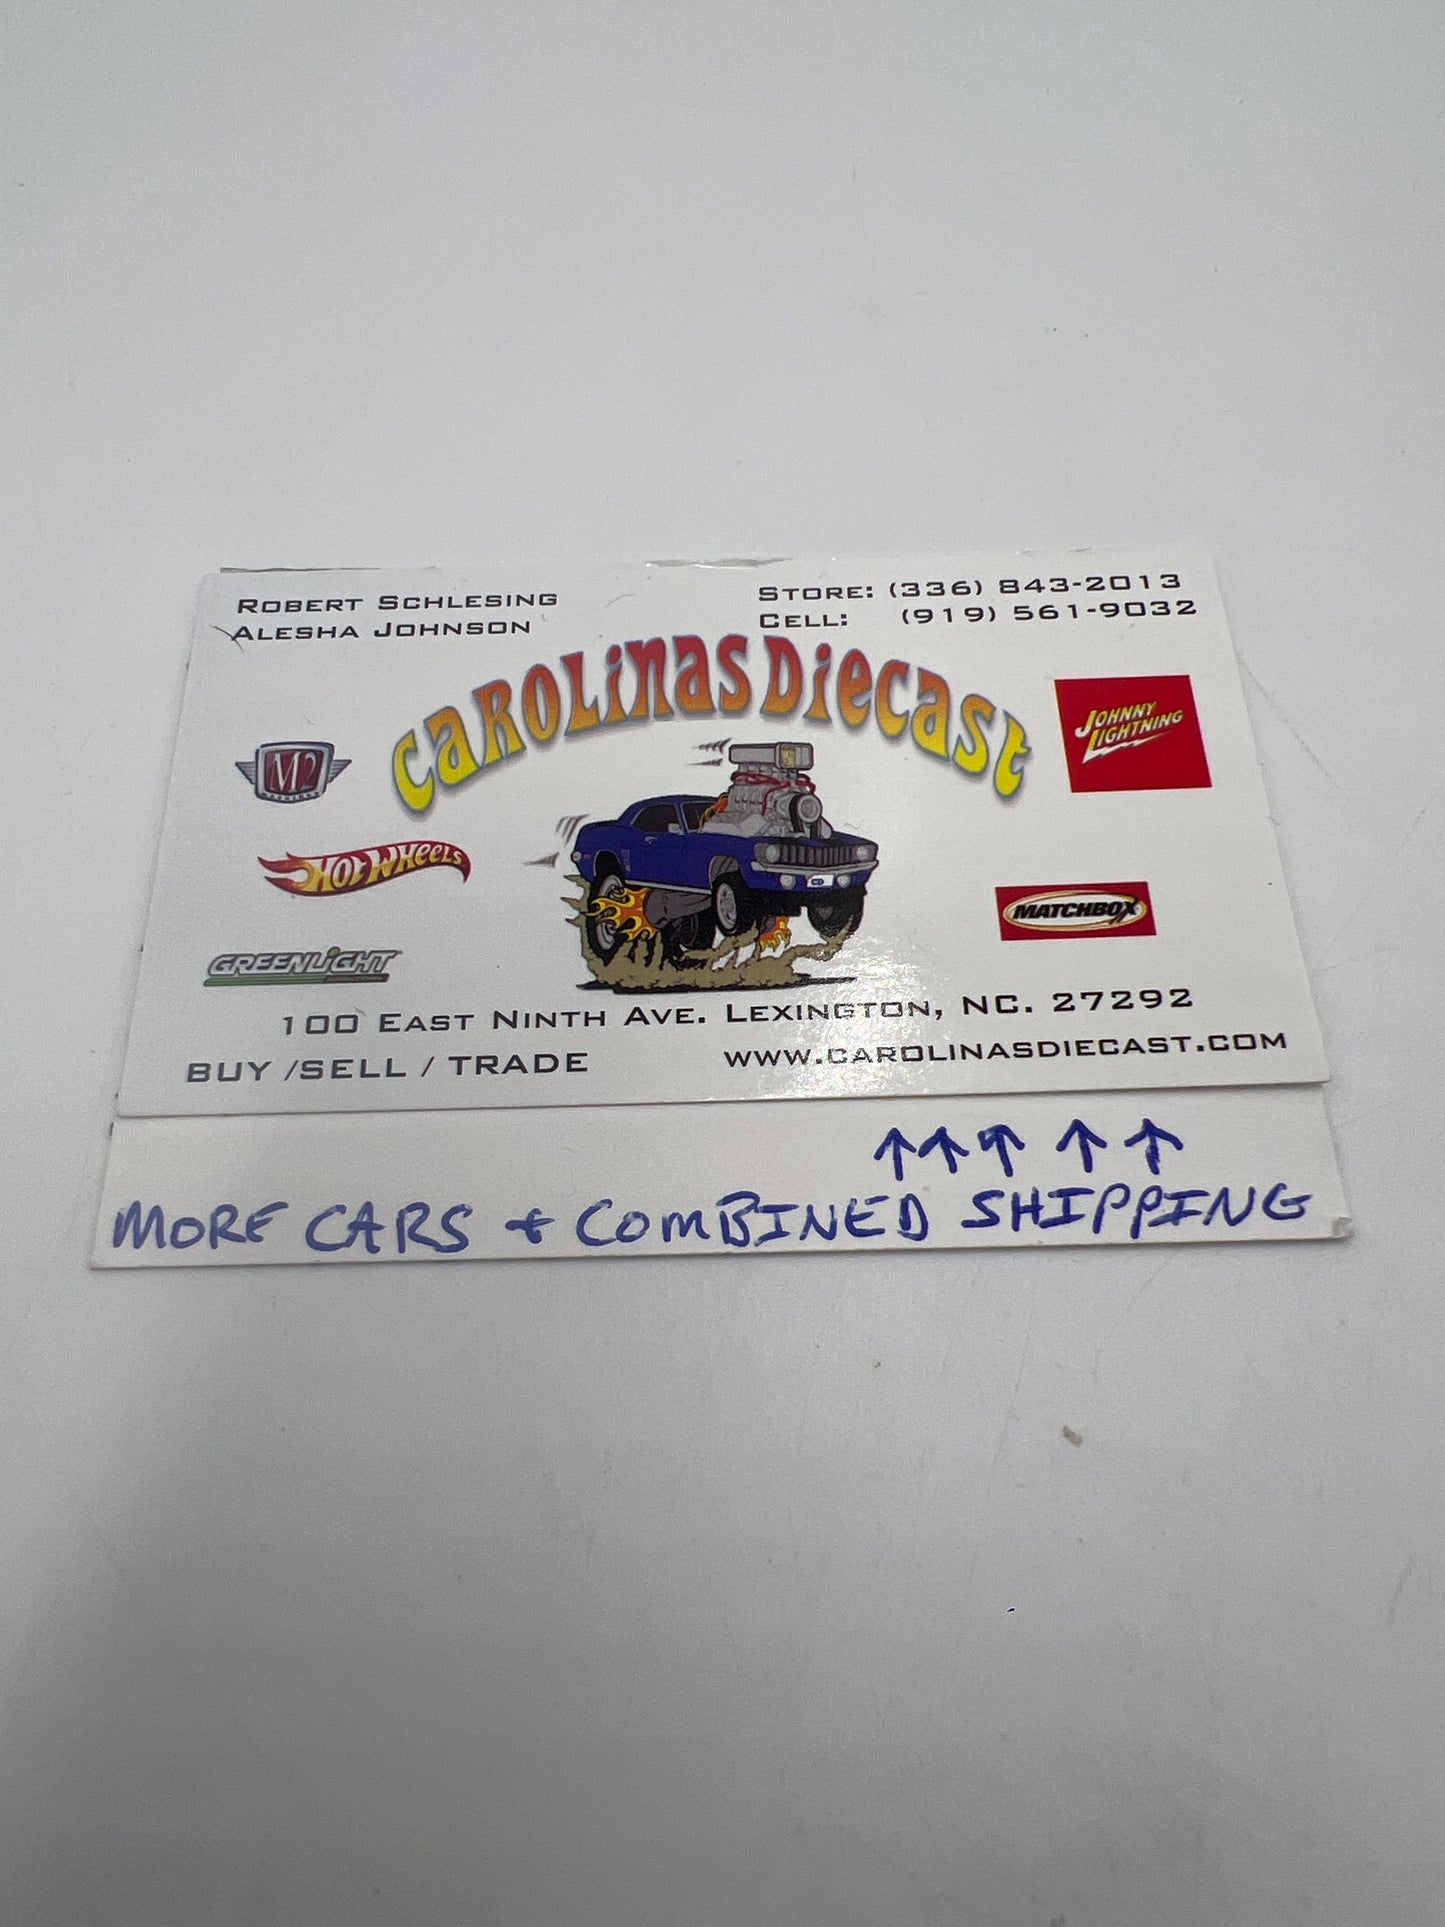 ROBERT SCHLESING
ALESHA JOHNSON
STORE: (336) 843-2013
CELL: (919) 561-9032
CAROLINAS DIECAST
M2
MACHINES
JOHNNY
LIGHTNING
HOT WHEELS
MATCHBOX
GREENLIGHT
100 EAST NINTH AVE. LEXINGTON, NC. 27292
BUY /SELL / TRADE
WWW.CAROLINASDIECAST.COM
↑ ↑ ↑ ↑ ↑
MORE CARS + COMBINED SHIPPING